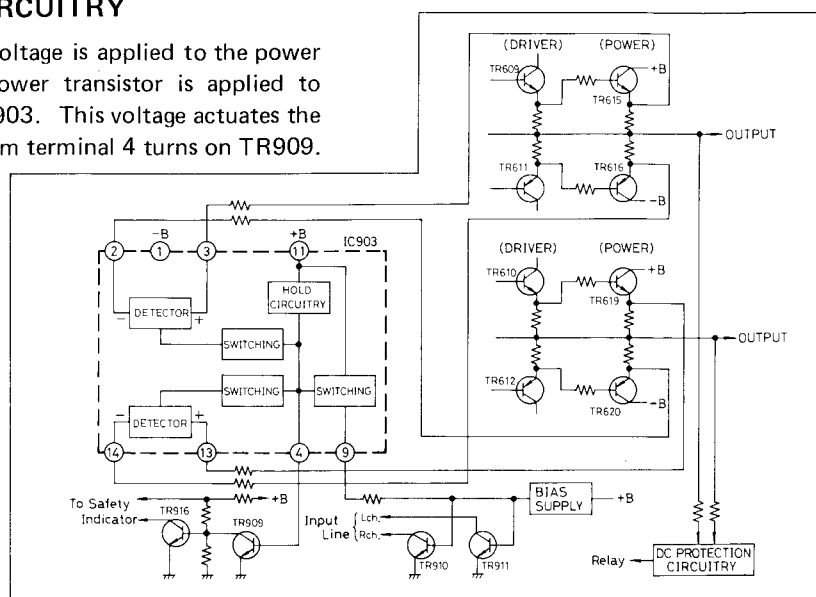 RCUITRY
oltage is applied to the power
ower transistor is applied to
903. This voltage actuates the
m terminal 4 turns on TR909.
(DRIVER) (POWER)
TR609
+B
TR615
OUTPUT
TR611
TR616
-B
2 -B 1 3 +B 11 IC903
HOLD
CIRCUITRY
- DETECTOR +
SWITCHING
SWITCHING
SWITCHING
- DETECTOR +
14 13 4 9
(DRIVER) (POWER)
TR610
+B
TR619
OUTPUT
TR612
-B
TR620
To Safety
Indicator
+B
TR916
TR909
Input
Line
Lch.
Rch.
TR910
TR911
BIAS
SUPPLY
+B
Relay
DC PROTECTION
CIRCUITRY